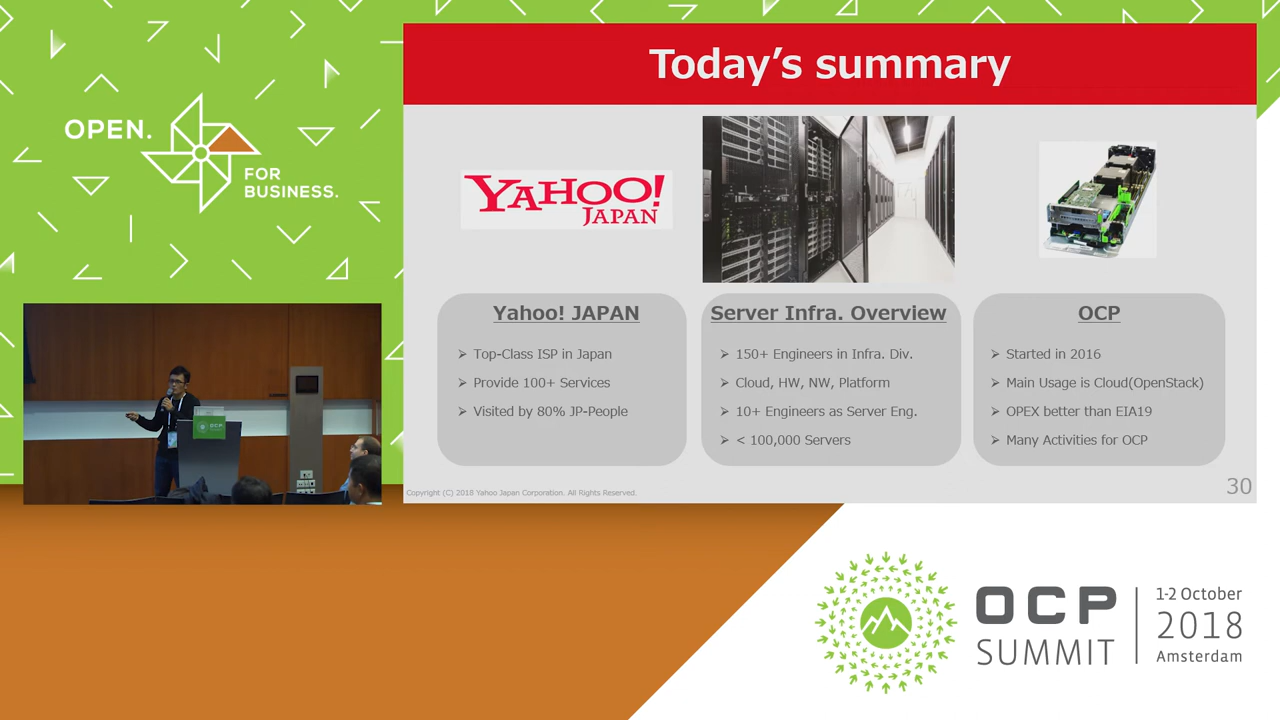 OPEN.
FOR
BUSINESS.
Today's summary
YAHOO!
JAPAN
Yahoo! JAPAN
➢ Top-Class ISP in Japan
➢ Provide 100+ Services
➢ Visited by 80% JP-People
Server Infra. Overview
➢ 150+ Engineers in Infra. Div.
➢ Cloud, HW, NW, Platform
➢ 10+ Engineers as Server Eng.
➢ < 100,000 Servers
OCP
➢ Started in 2016
➢ Main Usage is Cloud(OpenStack)
➢ OPEX better than EIA19
➢ Many Activities for OCP
Copyright (C) 2018 Yahoo Japan Corporation. All Rights Reserved.
30
OCP
SUMMIT
OCP
SUMMIT
1-2 October
2018
Amsterdam